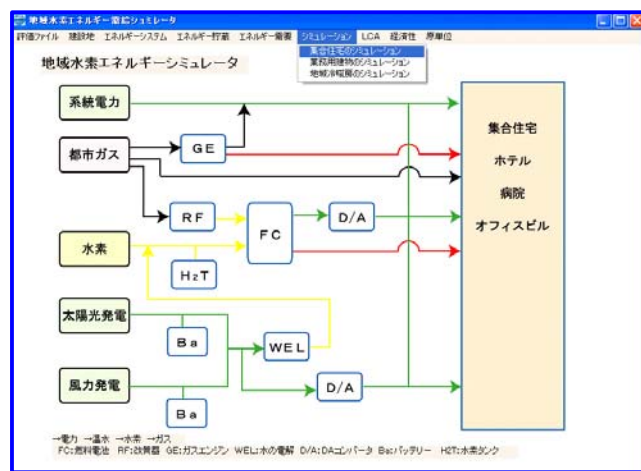 地域水素エネルギー需給シュミレータ
評価ファイル 建設地 エネルギーシステム エネルギー貯蔵 エネルギー需要 シミュレーション LCA 経済性 原単位
集合住宅のシミュレーション
業務用建物のシミュレーション
地域冷暖房のシミュレーション
地域水素エネルギーシミュレータ
系統電力
都市ガス
GE
集合住宅
ホテル
病院
オフィスビル
RF
FC
D/A
水素
H2T
太陽光発電
Ba
WEL
風力発電
Ba
D/A
→電力 →温水 →水素 →ガス
FC:燃料電池 RF:改質器 GE:ガスエンジン WEL:水の電解 D/A:DAコンバータ Ba:バッテリー H2T:水素タンク